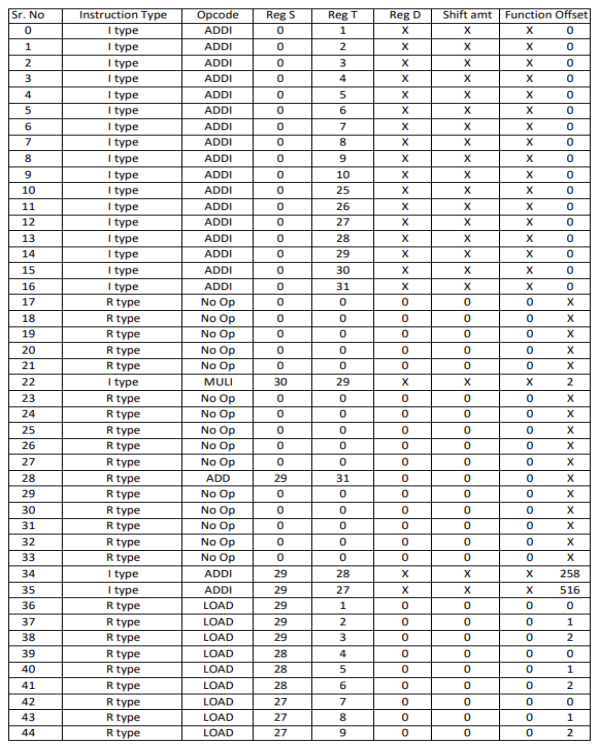 Sr. No Instruction Type Opcode Reg S Reg T Reg D Shift amt Function Offset
0 I type ADDI 0 1 X X X 0
1 I type ADDI 0 2 X X X 0
2 I type ADDI 0 3 X X X 0
3 I type ADDI 0 4 X X X 0
4 I type ADDI 0 5 X X X 0
5 I type ADDI 0 6 X X X 0
6 I type ADDI 0 7 X X X 0
7 I type ADDI 0 8 X X X 0
8 I type ADDI 0 9 X X X 0
9 I type ADDI 0 10 X X X 0
10 I type ADDI 0 25 X X X 0
11 I type ADDI 0 26 X X X 0
12 I type ADDI 0 27 X X X 0
13 I type ADDI 0 28 X X X 0
14 I type ADDI 0 29 X X X 0
15 I type ADDI 0 30 X X X 0
16 I type ADDI 0 31 X X X 0
17 R type No Op 0 0 0 0 0 X
18 R type No Op 0 0 0 0 0 X
19 R type No Op 0 0 0 0 0 X
20 R type No Op 0 0 0 0 0 X
21 R type No Op 0 0 0 0 0 X
22 I type MULI 30 29 X X X 2
23 R type No Op 0 0 0 0 0 X
24 R type No Op 0 0 0 0 0 X
25 R type No Op 0 0 0 0 0 X
26 R type No Op 0 0 0 0 0 X
27 R type No Op 0 0 0 0 0 X
28 R type ADD 29 31 0 0 0 X
29 R type No Op 0 0 0 0 0 X
30 R type No Op 0 0 0 0 0 X
31 R type No Op 0 0 0 0 0 X
32 R type No Op 0 0 0 0 0 X
33 R type No Op 0 0 0 0 0 X
34 I type ADDI 29 28 X X X 258
35 I type ADDI 29 27 X X X 516
36 R type LOAD 29 1 0 0 0 0
37 R type LOAD 29 2 0 0 0 1
38 R type LOAD 29 3 0 0 0 2
39 R type LOAD 28 4 0 0 0 0
40 R type LOAD 28 5 0 0 0 1
41 R type LOAD 28 6 0 0 0 2
42 R type LOAD 27 7 0 0 0 0
43 R type LOAD 27 8 0 0 0 1
44 R type LOAD 27 9 0 0 0 2